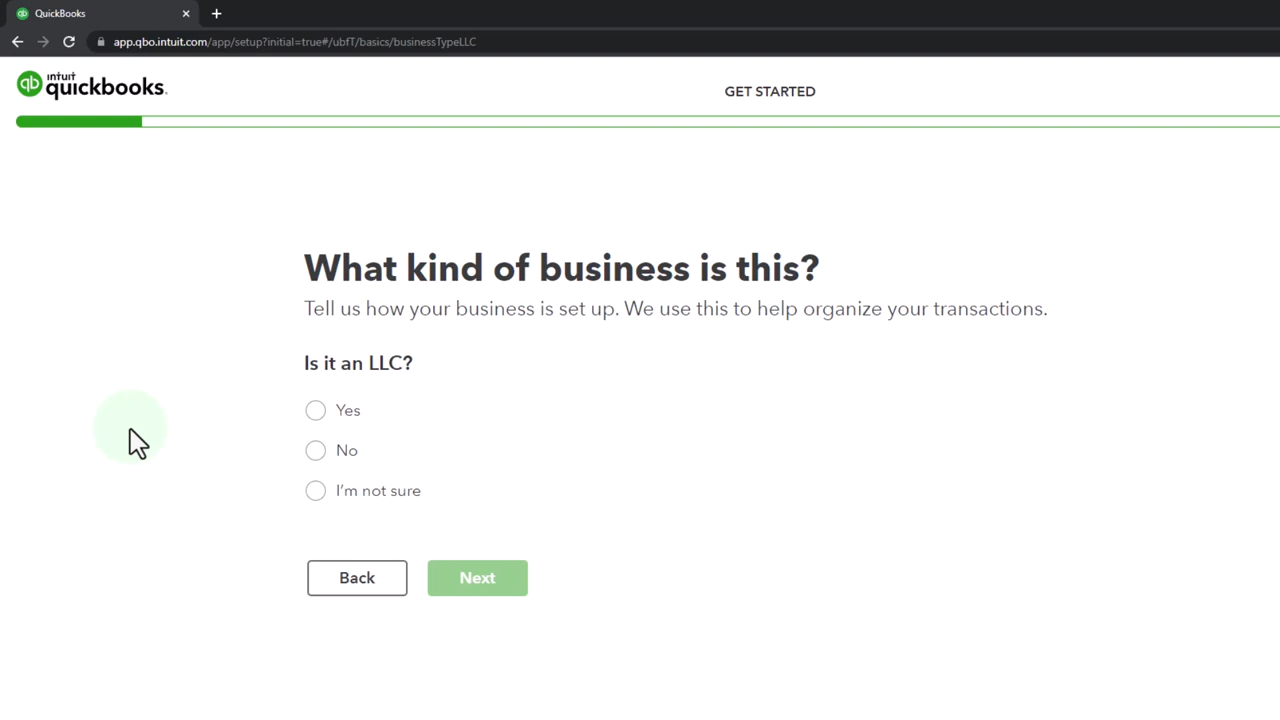 QuickBooks
app.qbo.intuit.com/app/setup?initial=true#/ubfT/basics/businessTypeLLC
qb intuit quickbooks.
GET STARTED
What kind of business is this?
Tell us how your business is set up. We use this to help organize your transactions.
Is it an LLC?
Yes
No
I'm not sure
Back Next